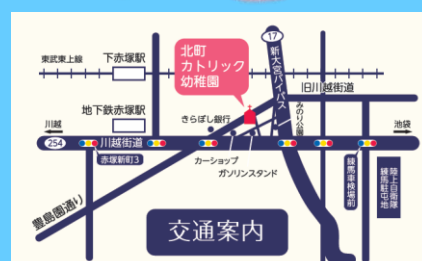 東武東上線
下赤塚駅
北町
カトリック
幼稚園
17
新大宮バイパス
旧川越街道
みのり公園
地下鉄赤塚駅
きらぼし銀行
川越
池袋
254
川越街道
赤塚新町3
カーショップ
ガソリンスタンド
練馬車検場前
陸上自衛隊
練馬駐屯地
豊島園通り
交通案内